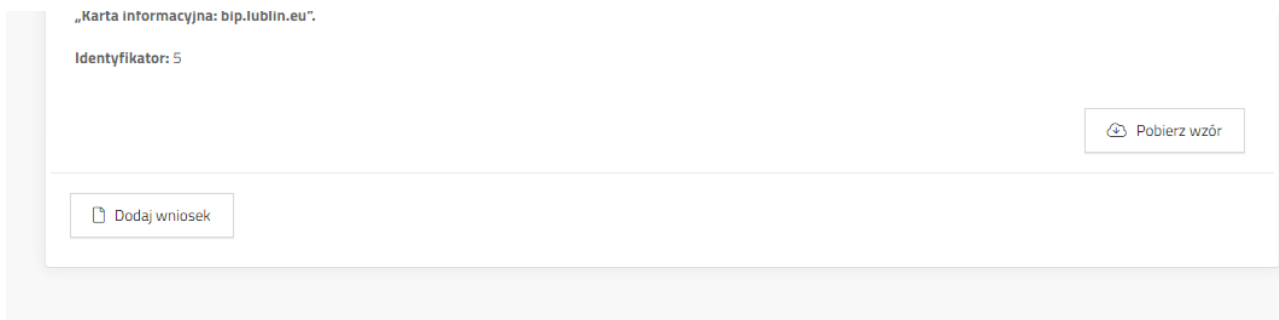 „Karta informacyjna: bip.lublin.eu”.
Identyfikator: 5
Pobierz wzór
Dodaj wniosek